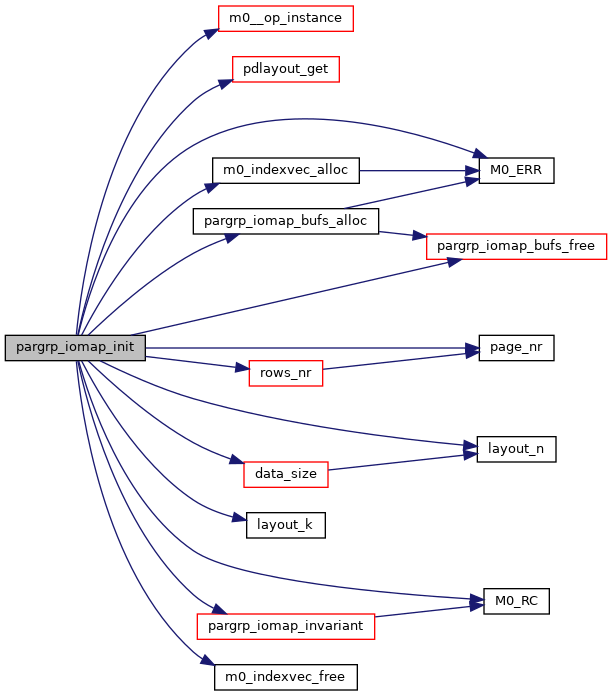 m0__op_instance
pdlayout_get
m0_indexvec_alloc
M0_ERR
pargrp_iomap_bufs_alloc
pargrp_iomap_bufs_free
pargrp_iomap_init
page_nr
rows_nr
layout_n
data_size
layout_k
M0_RC
pargrp_iomap_invariant
m0_indexvec_free